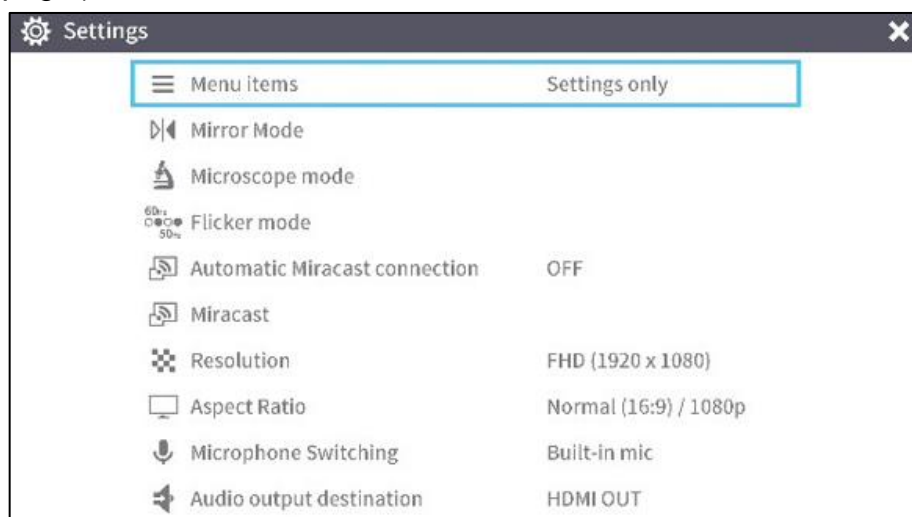 Settings
Menu items Settings only
Mirror Mode
Microscope mode
60Hz
50Hz
Flicker mode
Automatic Miracast connection OFF
Miracast
Resolution FHD (1920 x 1080)
Aspect Ratio Normal (16:9) / 1080p
Microphone Switching Built-in mic
Audio output destination HDMI OUT